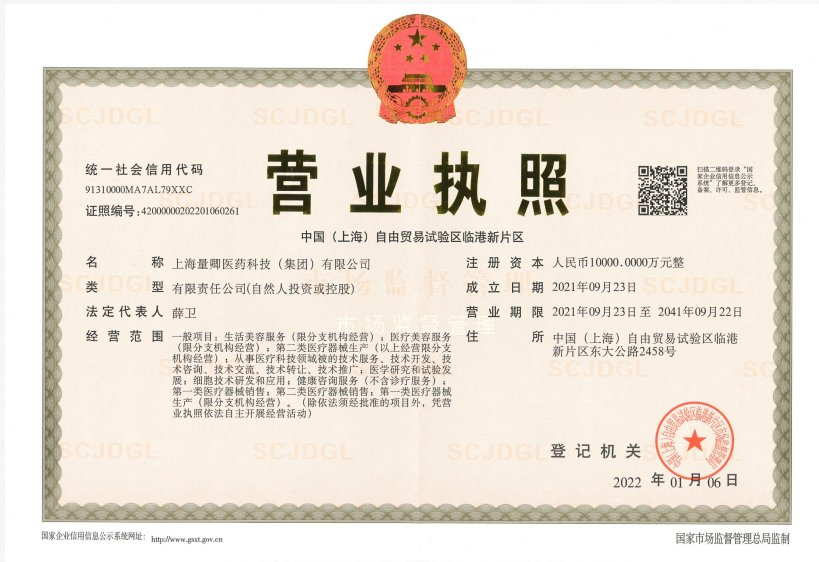 统一社会信用代码
91310000MA7AL79XXC
证照编号:42000000202201060261
营业执照
扫描二维码登录"国
家企业信用信息公示
系统"了解更多登记、
备案、许可、监管信息。
中国（上海）自由贸易试验区临港新片区
名 称 上海量卿医药科技（集团）有限公司
类 型 有限责任公司(自然人投资或控股)
法定代表人 薛卫
经营范围 一般项目：生活美容服务（限分支机构经营）；医疗美容服务
（限分支机构经营）；第二类医疗器械生产（以上经营限分支
机构经营）；从事医疗科技领域被的技术服务、技术开发、技
术咨询、技术交流、技术转让、技术推广；医学研究和试验发
展；细胞技术研发和应用；健康咨询服务（不含诊疗服务）；
第一类医疗器械销售；第二类医疗器械销售；第一类医疗器械
生产（限分支机构经营）。（除依法须经批准的项目外，凭营
业执照依法自主开展经营活动）
注册资本 人民币10000.0000万元整
成立日期 2021年09月23日
营业期限 2021年09月23日 至 2041年09月22日
住 所 中国（上海）自由贸易试验区临港
新片区东大公路2458号
登记机关
2022 年 01 月 06 日
国家企业信用信息公示系统网址： http://www.gsxt.gov.cn
国家市场监督管理总局监制
SCJDGL
市场监督管理